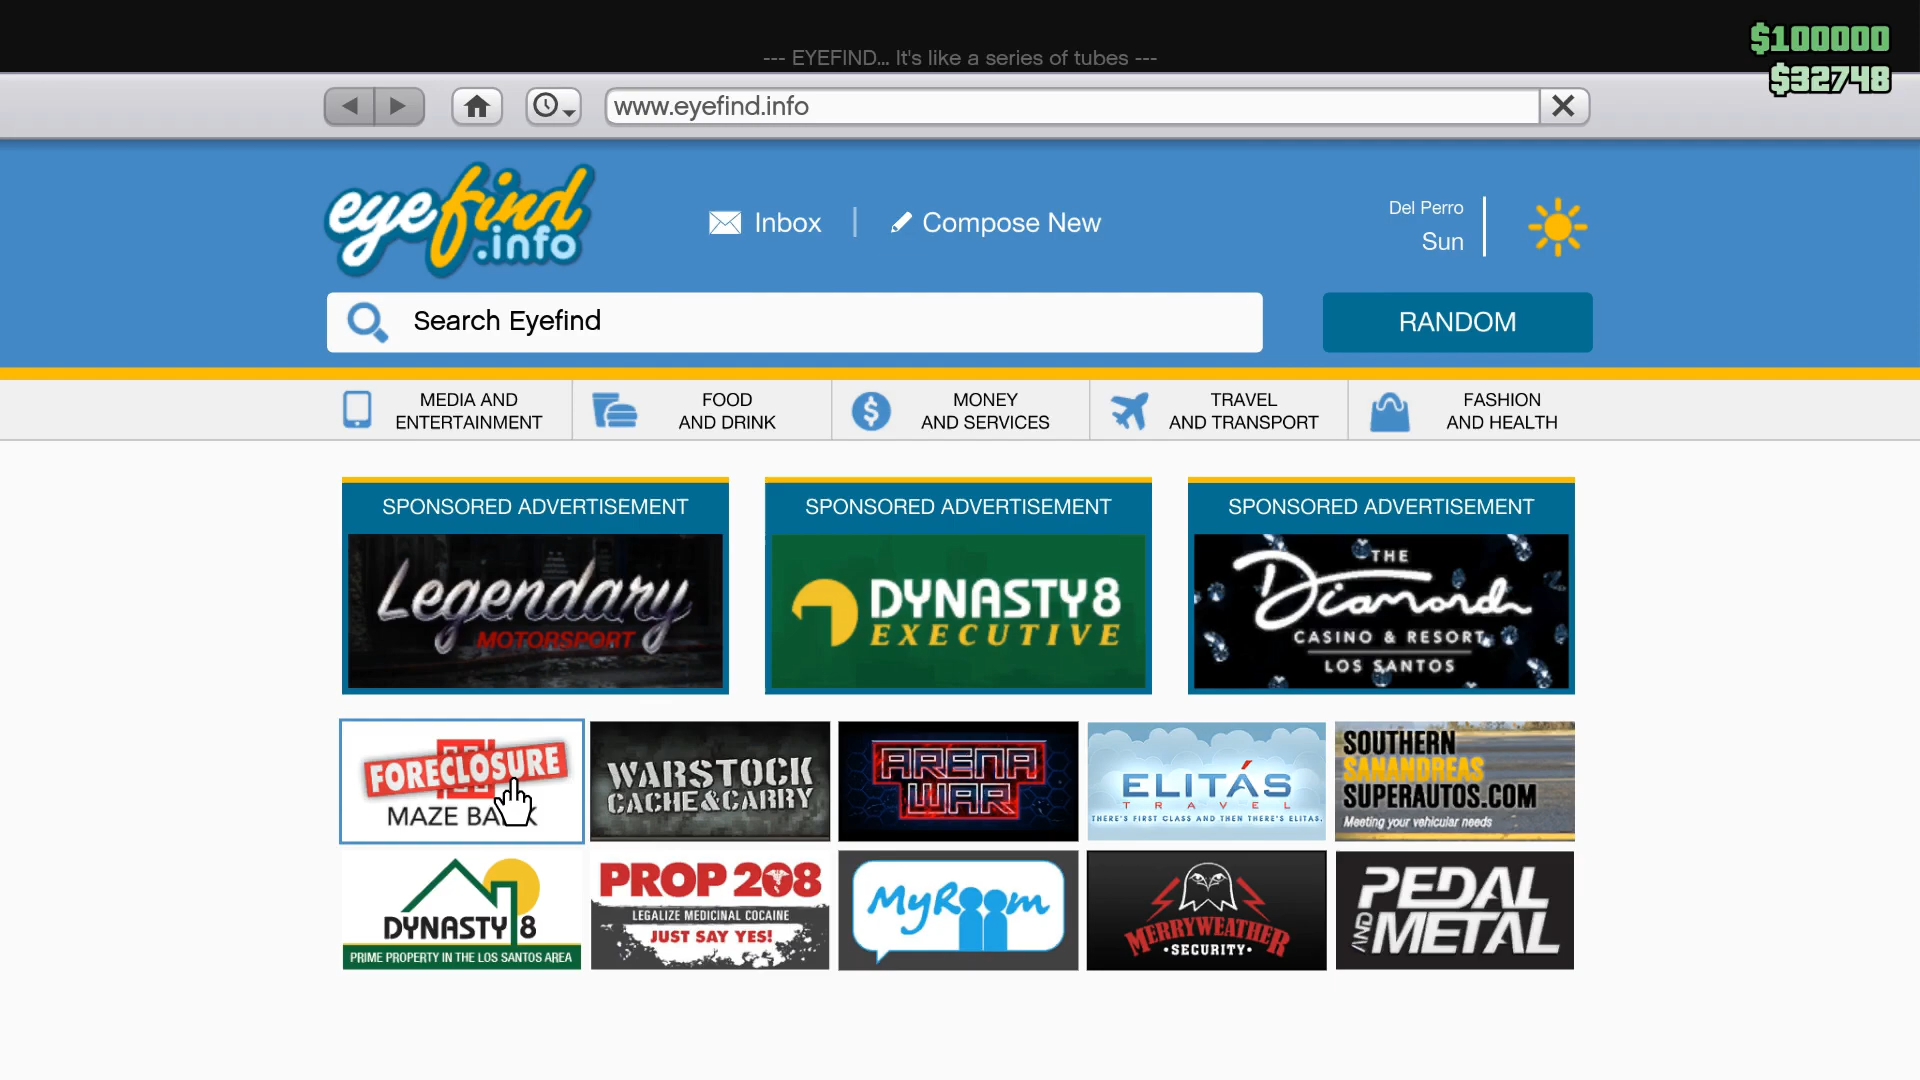 $100000
--- EYEFIND... It's like a series of tubes ---
$32748
www.eyefind.info
eyefind
.info
Inbox
Compose New
Del Perro
Sun
Search Eyefind
RANDOM
MEDIA AND
ENTERTAINMENT
FOOD
AND DRINK
MONEY
AND SERVICES
TRAVEL
AND TRANSPORT
FASHION
AND HEALTH
SPONSORED ADVERTISEMENT
Legendary
MOTORSPORT
SPONSORED ADVERTISEMENT
DYNASTY 8
EXECUTIVE
SPONSORED ADVERTISEMENT
THE
Diamond
CASINO & RESORT
LOS SANTOS
FORECLOSURE
MAZE BANK
WARSTOCK
CACHE&CARRY
ARENA
WAR
ELITÁS
TRAVEL
THERE'S FIRST CLASS AND THEN THERE'S ELITAS.
SOUTHERN
SANANDREAS
SUPERAUTOS.COM
Meeting your vehicular needs
DYNASTY 8
PRIME PROPERTY IN THE LOS SANTOS AREA
PROP 208
LEGALIZE MEDICINAL COCAINE
JUST SAY YES!
MyRoom
MERRYWEATHER
•SECURITY•
PEDAL
AND METAL